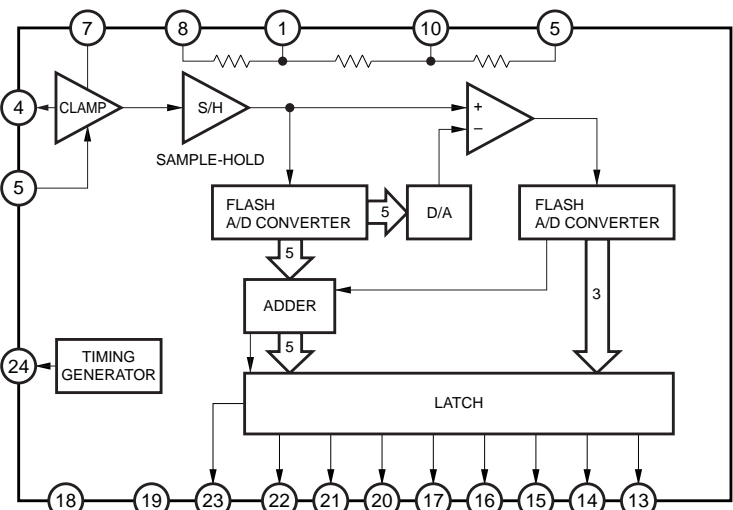 7 8 1 10 5
4 CLAMP S/H + −
SAMPLE-HOLD
5
FLASH A/D CONVERTER 5 D/A FLASH A/D CONVERTER
5
3
ADDER
5
24 TIMING GENERATOR
LATCH
18 19 23 22 21 20 17 16 15 14 13